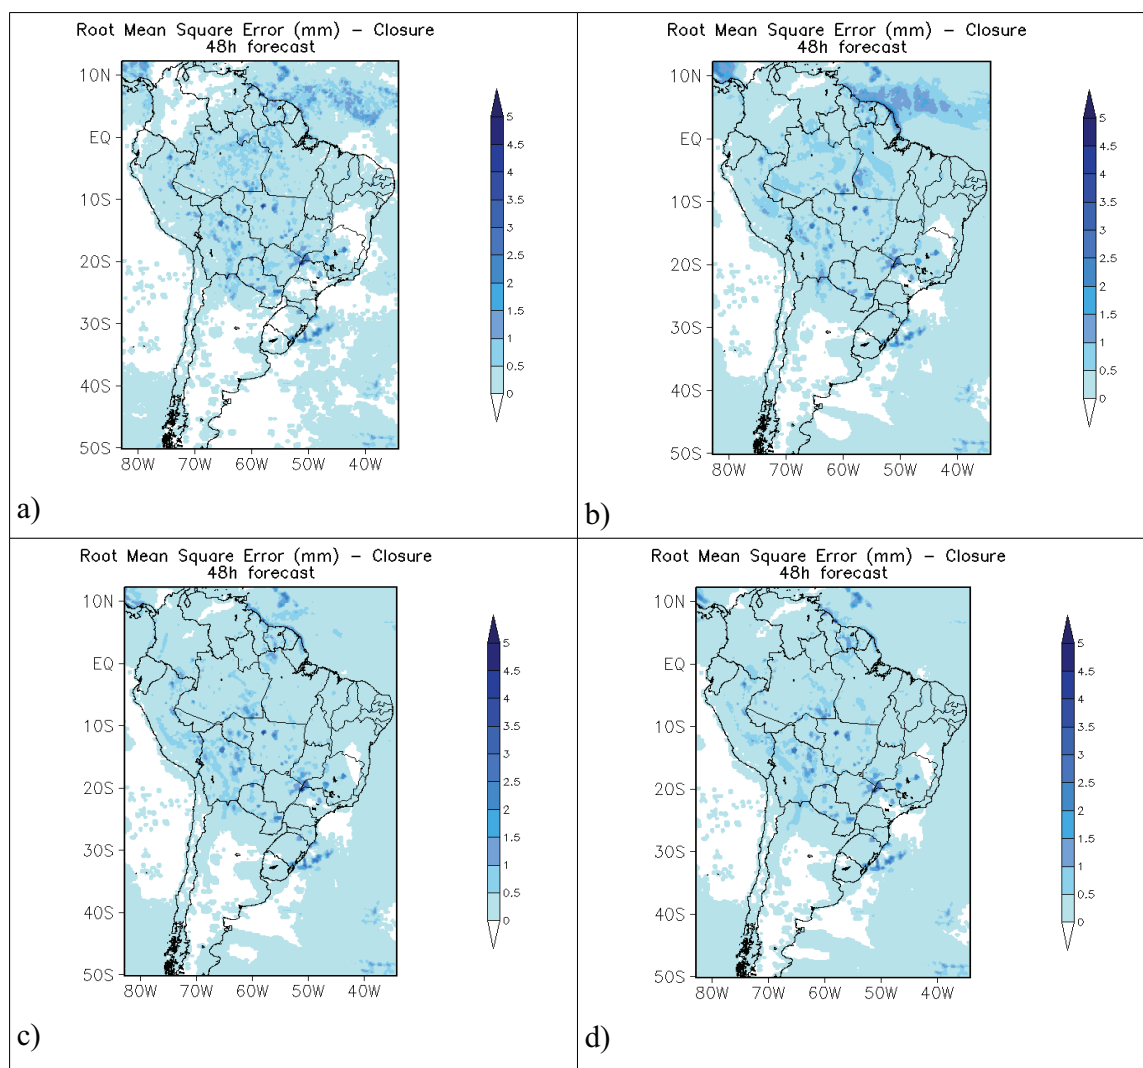 Root Mean Square Error (mm) – Closure
48h forecast
10N
EQ
10S
20S
30S
40S
50S
80W 70W 60W 50W 40W
5
4.5
4
3.5
3
2.5
2
1.5
1
0.5
0
a)
Root Mean Square Error (mm) – Closure
48h forecast
10N
EQ
10S
20S
30S
40S
50S
80W 70W 60W 50W 40W
5
4.5
4
3.5
3
2.5
2
1.5
1
0.5
0
b)
Root Mean Square Error (mm) – Closure
48h forecast
10N
EQ
10S
20S
30S
40S
50S
80W 70W 60W 50W 40W
5
4.5
4
3.5
3
2.5
2
1.5
1
0.5
0
c)
Root Mean Square Error (mm) – Closure
48h forecast
10N
EQ
10S
20S
30S
40S
50S
80W 70W 60W 50W 40W
5
4.5
4
3.5
3
2.5
2
1.5
1
0.5
0
d)